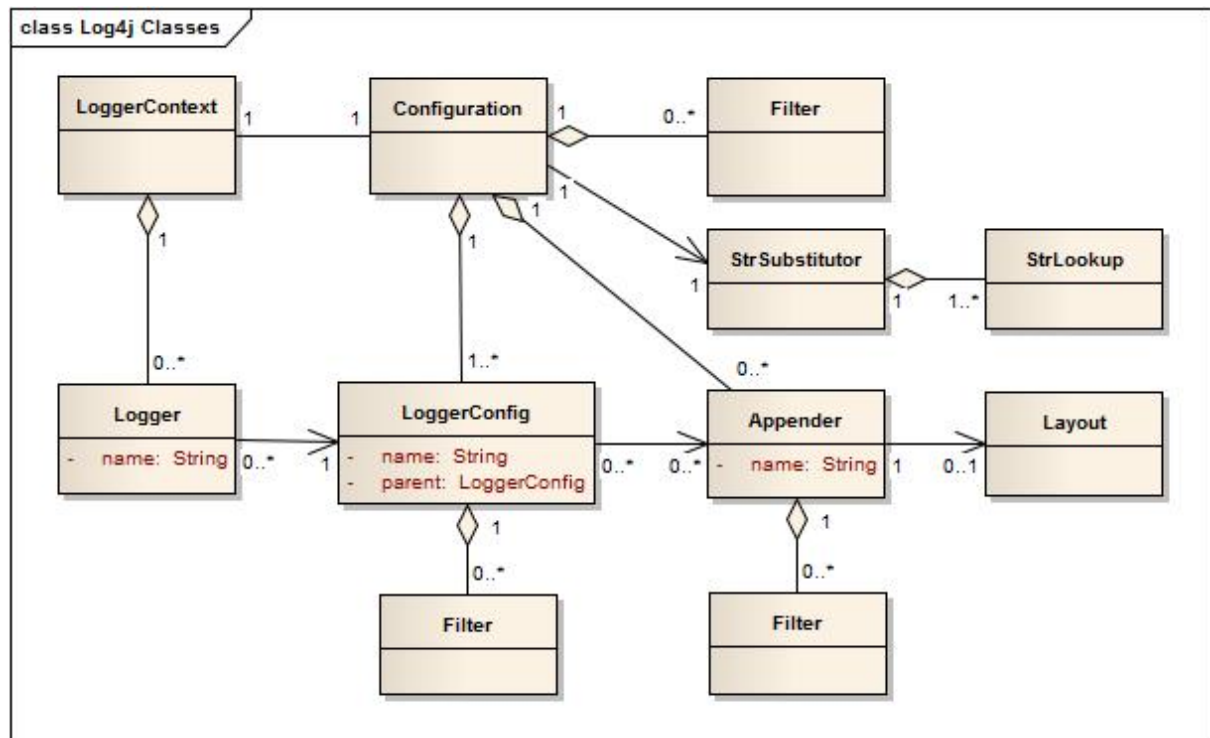 class Log4j Classes
LoggerContext
1
1
Configuration
1
0..*
Filter
1
1
1
1
StrSubstitutor
1
1
1..*
StrLookup
0..*
1..*
0..*
Logger
- name: String
0..*
1
LoggerConfig
- name: String
- parent: LoggerConfig
0..*
0..*
Appender
- name: String
1
0..1
Layout
1
0..*
Filter
1
0..*
Filter